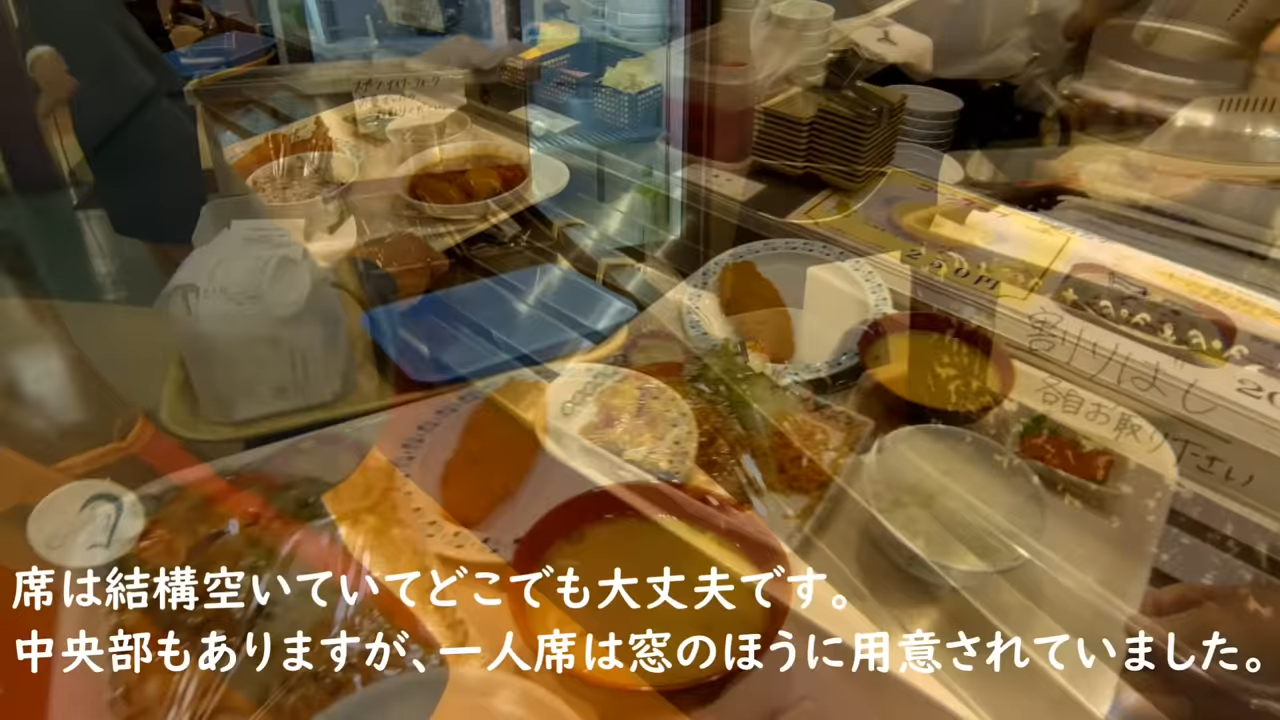 250円
割りばし
20
各自お取り下さい
2
席は結構空いていてどこでも大丈夫です。
中央部もありますが、一人席は窓のほうに用意されていました。